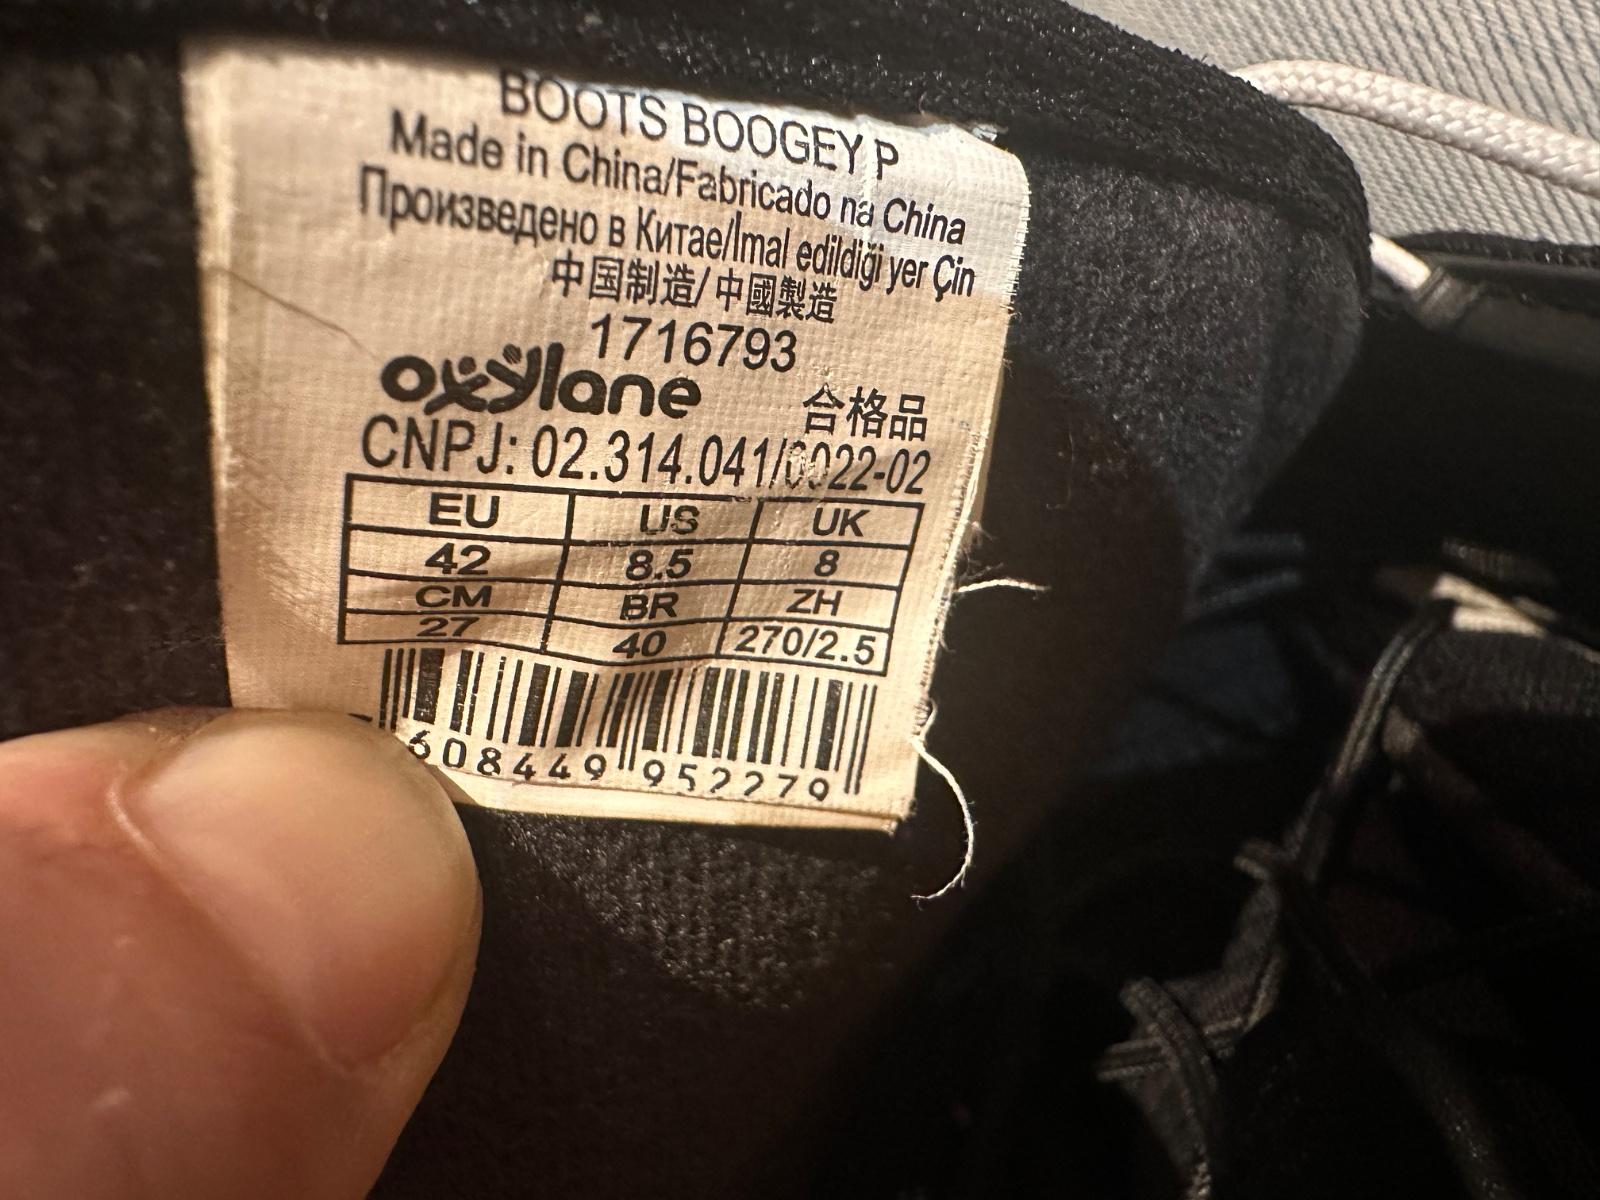 BOOTS BOOGEY P
Made in China/Fabricado na China
Произведено в Китае/İmal edildiği yer Çin
中国制造/中國製造
1716793
oxylane 合格品
CNPJ: 02.314.041/0022-02
EU US UK
42 8.5 8
CM BR ZH
27 40 270/2.5
608449 952279